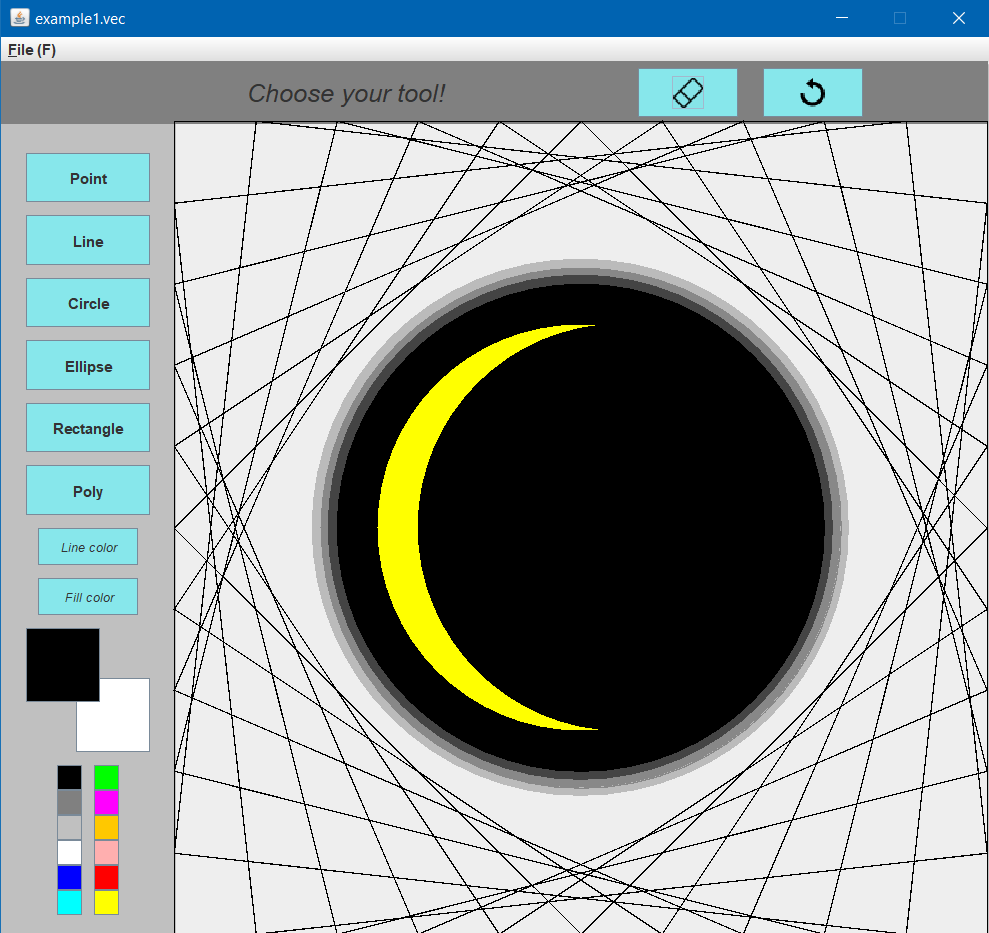 example1.vec
File (F)
Choose your tool!
Point
Line
Circle
Ellipse
Rectangle
Poly
Line color
Fill color